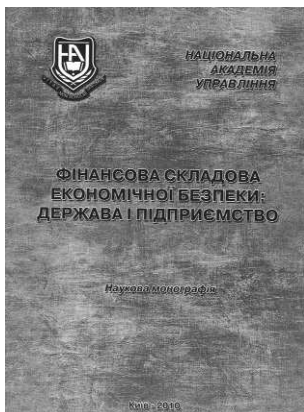 НАЦІОНАЛЬНА
АКАДЕМІЯ
УПРАВЛІННЯ
ФІНАНСОВА СКЛАДОВА
ЕКОНОМІЧНОЇ БЕЗПЕКИ:
ДЕРЖАВА І ПІДПРИЄМСТВО
Наукова монографія
Київ - 2010